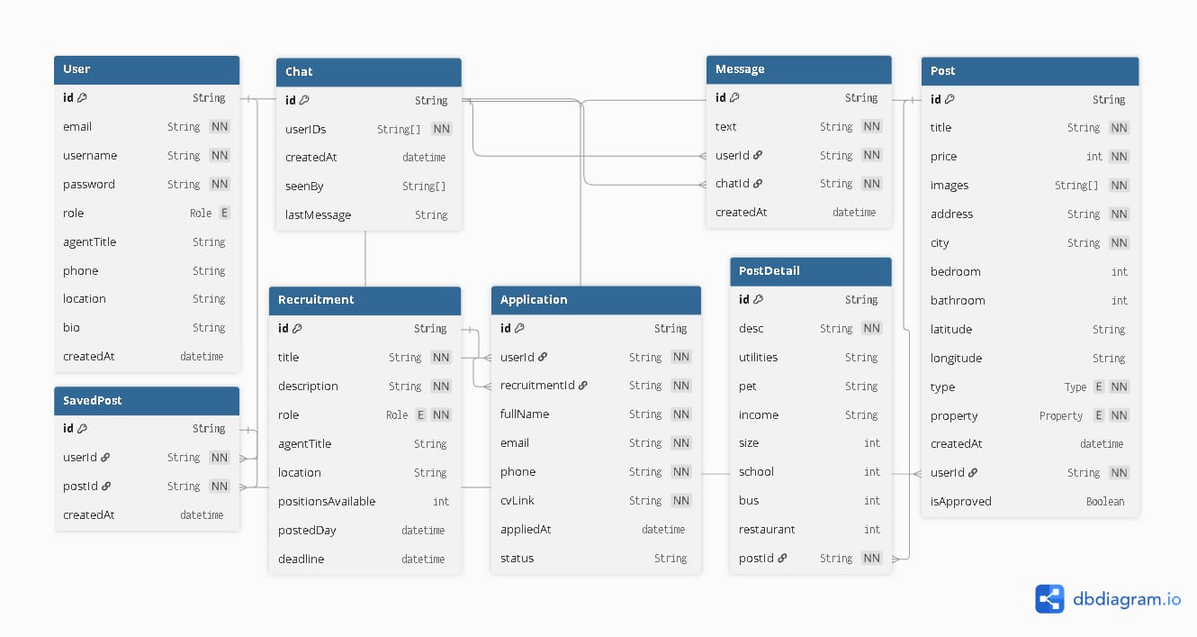 User
id String
email String NN
username String NN
password String NN
role Role E
agentTitle String
phone String
location String
bio String
createdAt datetime
SavedPost
id String
userId String NN
postId String NN
createdAt datetime
Chat
id String
userIDs String[] NN
createdAt datetime
seenBy String[]
lastMessage String
Recruitment
id String
title String NN
description String NN
role Role E NN
agentTitle String
location String
positionsAvailable int
postedDay datetime
deadline datetime
Application
id String
userId String NN
recruitmentId String NN
fullName String NN
email String NN
phone String NN
cvLink String NN
appliedAt datetime
status String
Message
id String
text String NN
userId String NN
chatId String NN
createdAt datetime
PostDetail
id String
desc String NN
utilities String
pet String
income String
size int
school int
bus int
restaurant int
postId String NN
Post
id String
title String NN
price int NN
images String[] NN
address String NN
city String NN
bedroom int
bathroom int
latitude String
longitude String
type Type E NN
property Property E NN
createdAt datetime
userId String NN
isApproved Boolean
dbdiagram.io